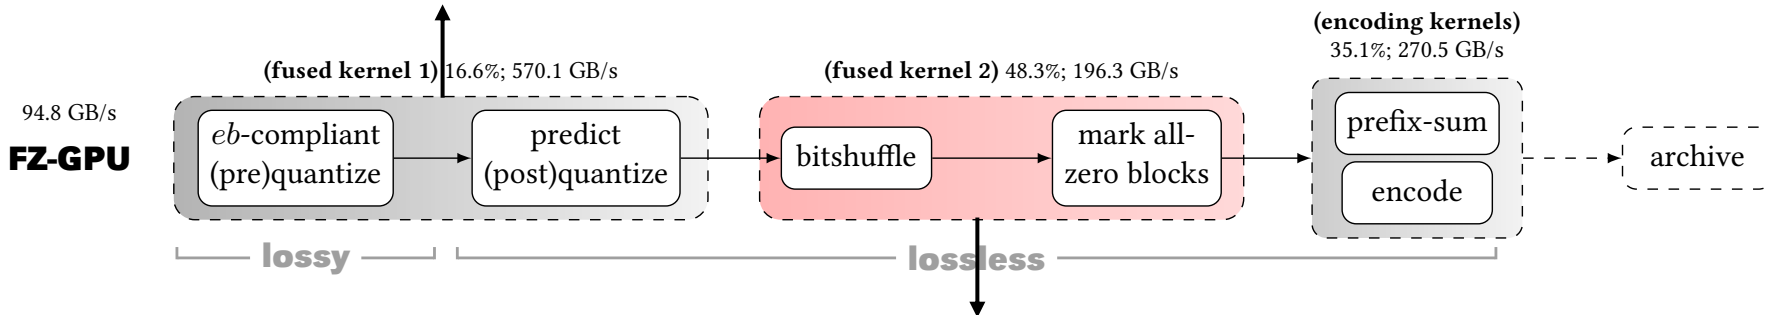 (encoding kernels)
35.1%; 270.5 GB/s
(fused kernel 1) 16.6%; 570.1 GB/s
(fused kernel 2) 48.3%; 196.3 GB/s
94.8 GB/s
FZ-GPU
eb-compliant
(pre)quantize
predict
(post)quantize
bitshuffle
mark all-
zero blocks
prefix-sum
encode
archive
lossy
lossless